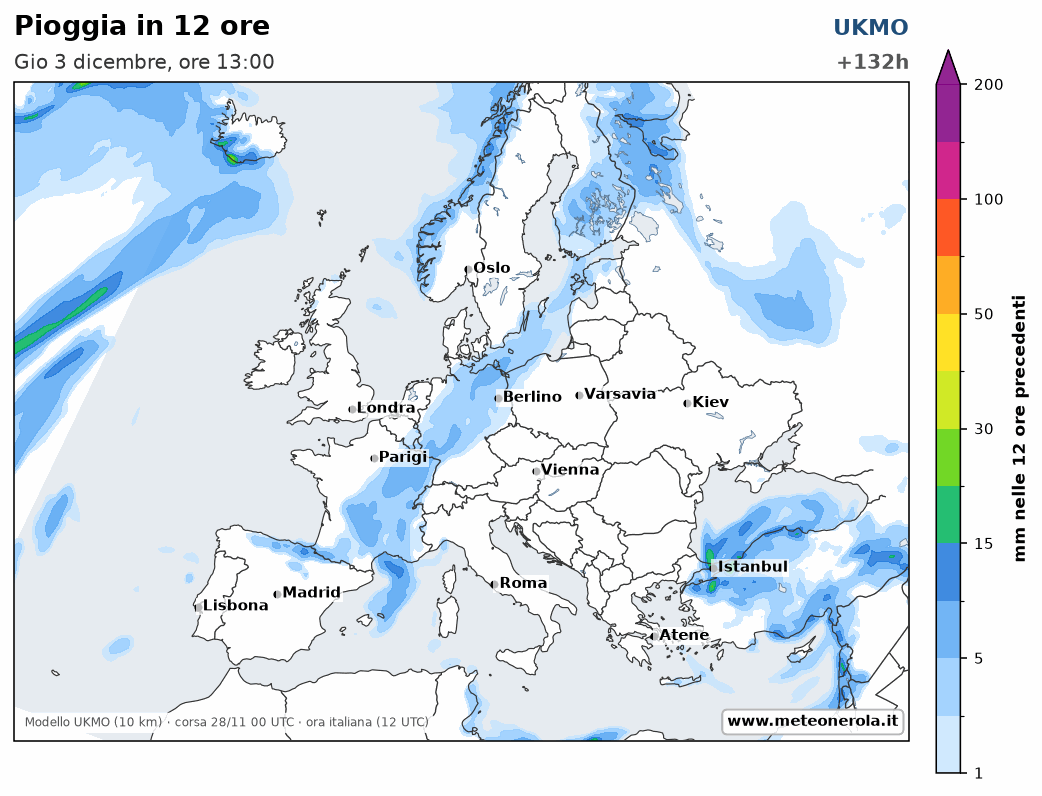 Pioggia in 12 ore
UKMO
Gio 3 dicembre, ore 13:00
+132h
200
100
50
30
15
5
1
mm nelle 12 ore precedenti
Oslo
Berlino
Varsavia
Kiev
Londra
Parigi
Vienna
Istanbul
Roma
Madrid
Lisbona
Atene
Modello UKMO (10 km) · corsa 28/11 00 UTC · ora italiana (12 UTC)
www.meteonerola.it